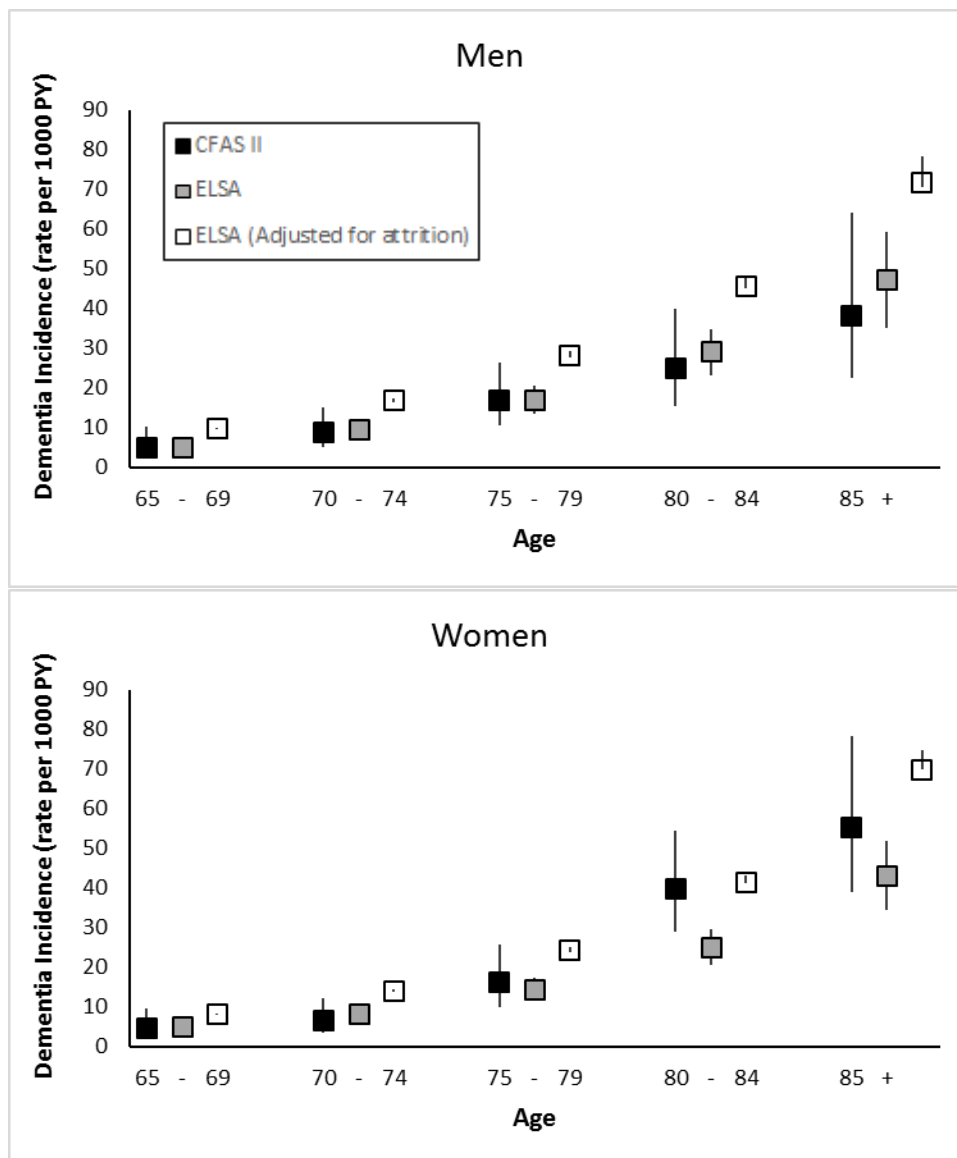 Men
Dementia Incidence (rate per 1000 PY)
90
80
70
60
50
40
30
20
10
0
CFAS II
ELSA
ELSA (Adjusted for attrition)
65 - 69 70 - 74 75 - 79 80 - 84 85 +
Age
Women
Dementia Incidence (rate per 1000 PY)
90
80
70
60
50
40
30
20
10
0
65 - 69 70 - 74 75 - 79 80 - 84 85 +
Age